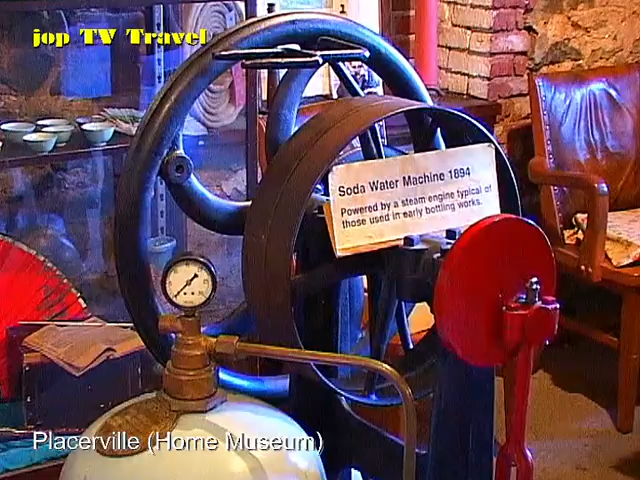 jop TV Travel
Soda Water Machine 1894
Powered by a steam engine typical of
those used in early bottling works.
Placerville (Home Museum)